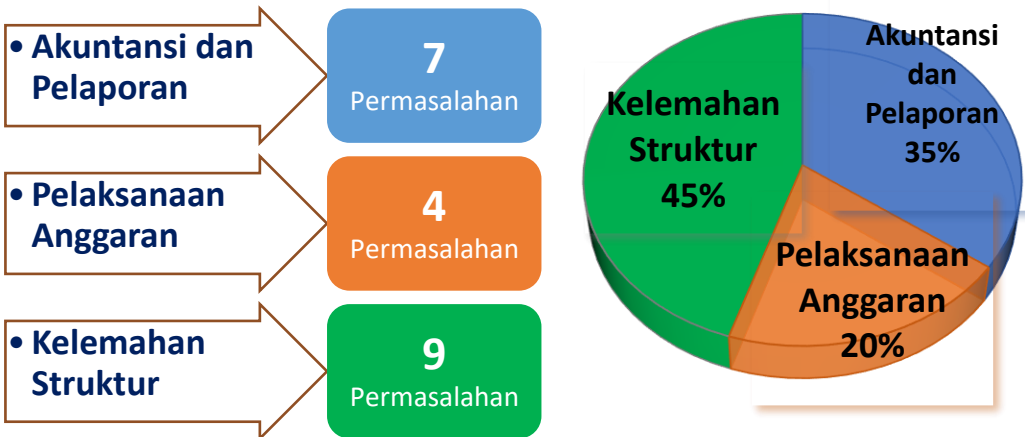 • Akuntansi dan
Pelaporan
7
Permasalahan
• Pelaksanaan
Anggaran
4
Permasalahan
• Kelemahan
Struktur
9
Permasalahan
Akuntansi
dan
Pelaporan
35%
Kelemahan
Struktur
45%
Pelaksanaan
Anggaran
20%